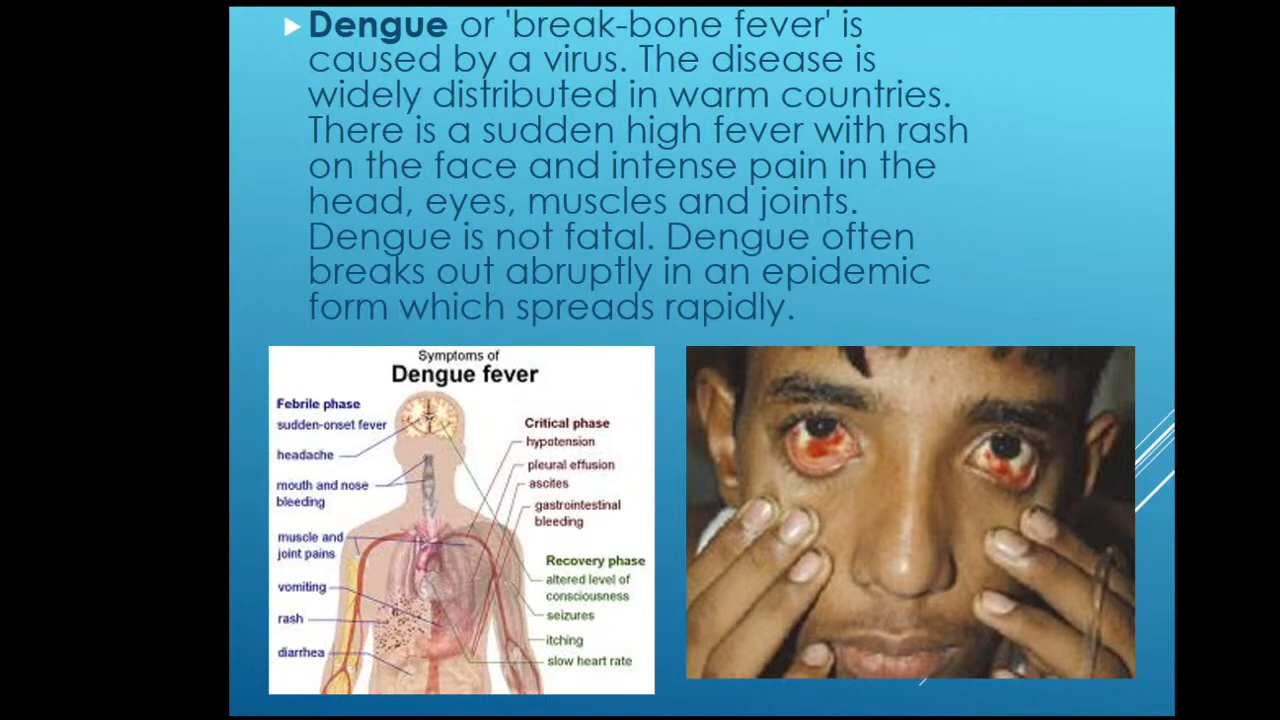 Dengue or 'break-bone fever' is
caused by a virus. The disease is
widely distributed in warm countries.
There is a sudden high fever with rash
on the face and intense pain in the
head, eyes, muscles and joints.
Dengue is not fatal. Dengue often
breaks out abruptly in an epidemic
form which spreads rapidly.
Symptoms of
Dengue fever
Febrile phase
sudden-onset fever
headache
mouth and nose
bleeding
muscle and
joint pains
vomiting
rash
diarrhea
Critical phase
hypotension
pleural effusion
ascites
gastrointestinal
bleeding
Recovery phase
altered level of
consciousness
seizures
itching
slow heart rate